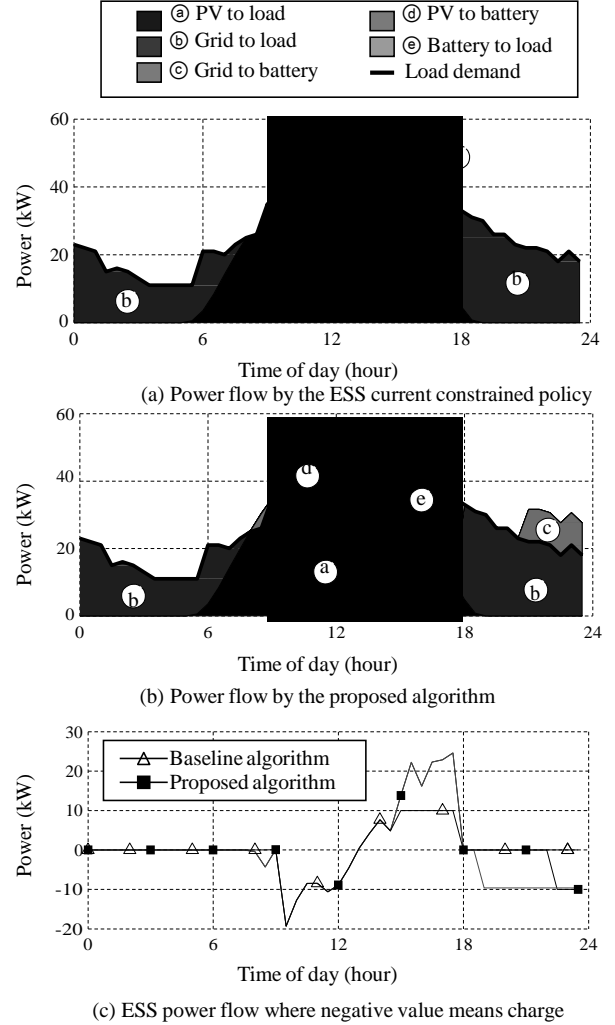 ⓐ PV to load
ⓓ PV to battery
ⓑ Grid to load
ⓔ Battery to load
ⓒ Grid to battery
Load demand
60
40
20
0
Power (kW)
b
b
0
6
18
24
Time of day (hour)
(a) Power flow by the ESS current constrained policy
60
40
20
0
Power (kW)
d
e
c
a
b
b
0
6
12
18
24
Time of day (hour)
(b) Power flow by the proposed algorithm
30
20
10
0
-10
-20
Power (kW)
Baseline algorithm
Proposed algorithm
0
6
12
18
24
Time of day (hour)
(c) ESS power flow where negative value means charge